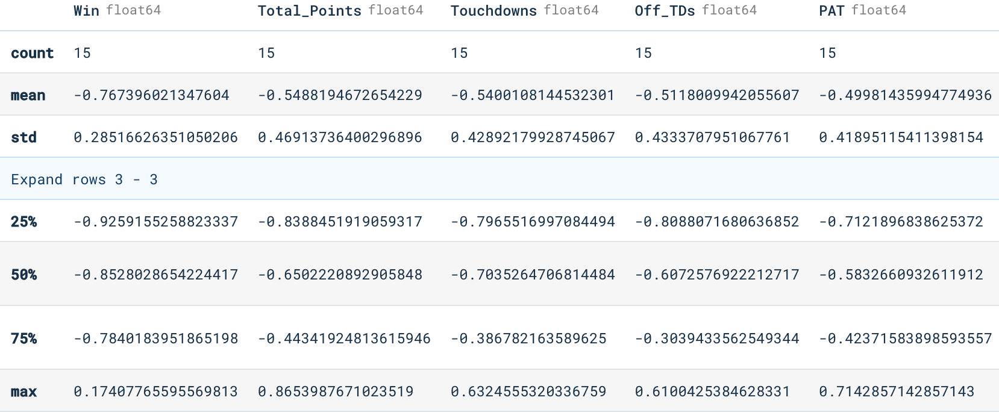 Win float64 Total_Points float64 Touchdowns float64 Off_TDs float64 PAT float64
count 15 15 15 15 15
mean -0.767396021347604 -0.5488194672654229 -0.5400108144532301 -0.5118009942055607 -0.49981435994774936
std 0.28516626351050206 0.46913736400296896 0.42892179928745067 0.4333707951067761 0.41895115411398154
Expand rows 3 - 3
25% -0.9259155258823337 -0.8388451919059317 -0.7965516997084494 -0.8088071680636852 -0.7121896838625372
50% -0.8528028654224417 -0.6502220892905848 -0.7035264706814484 -0.6072576922212717 -0.5832660932611912
75% -0.7840183951865198 -0.44341924813615946 -0.386782163589625 -0.3039433562549344 -0.42371583898593557
max 0.17407765595569813 0.8653987671023519 0.6324555320336759 0.6100425384628331 0.7142857142857143